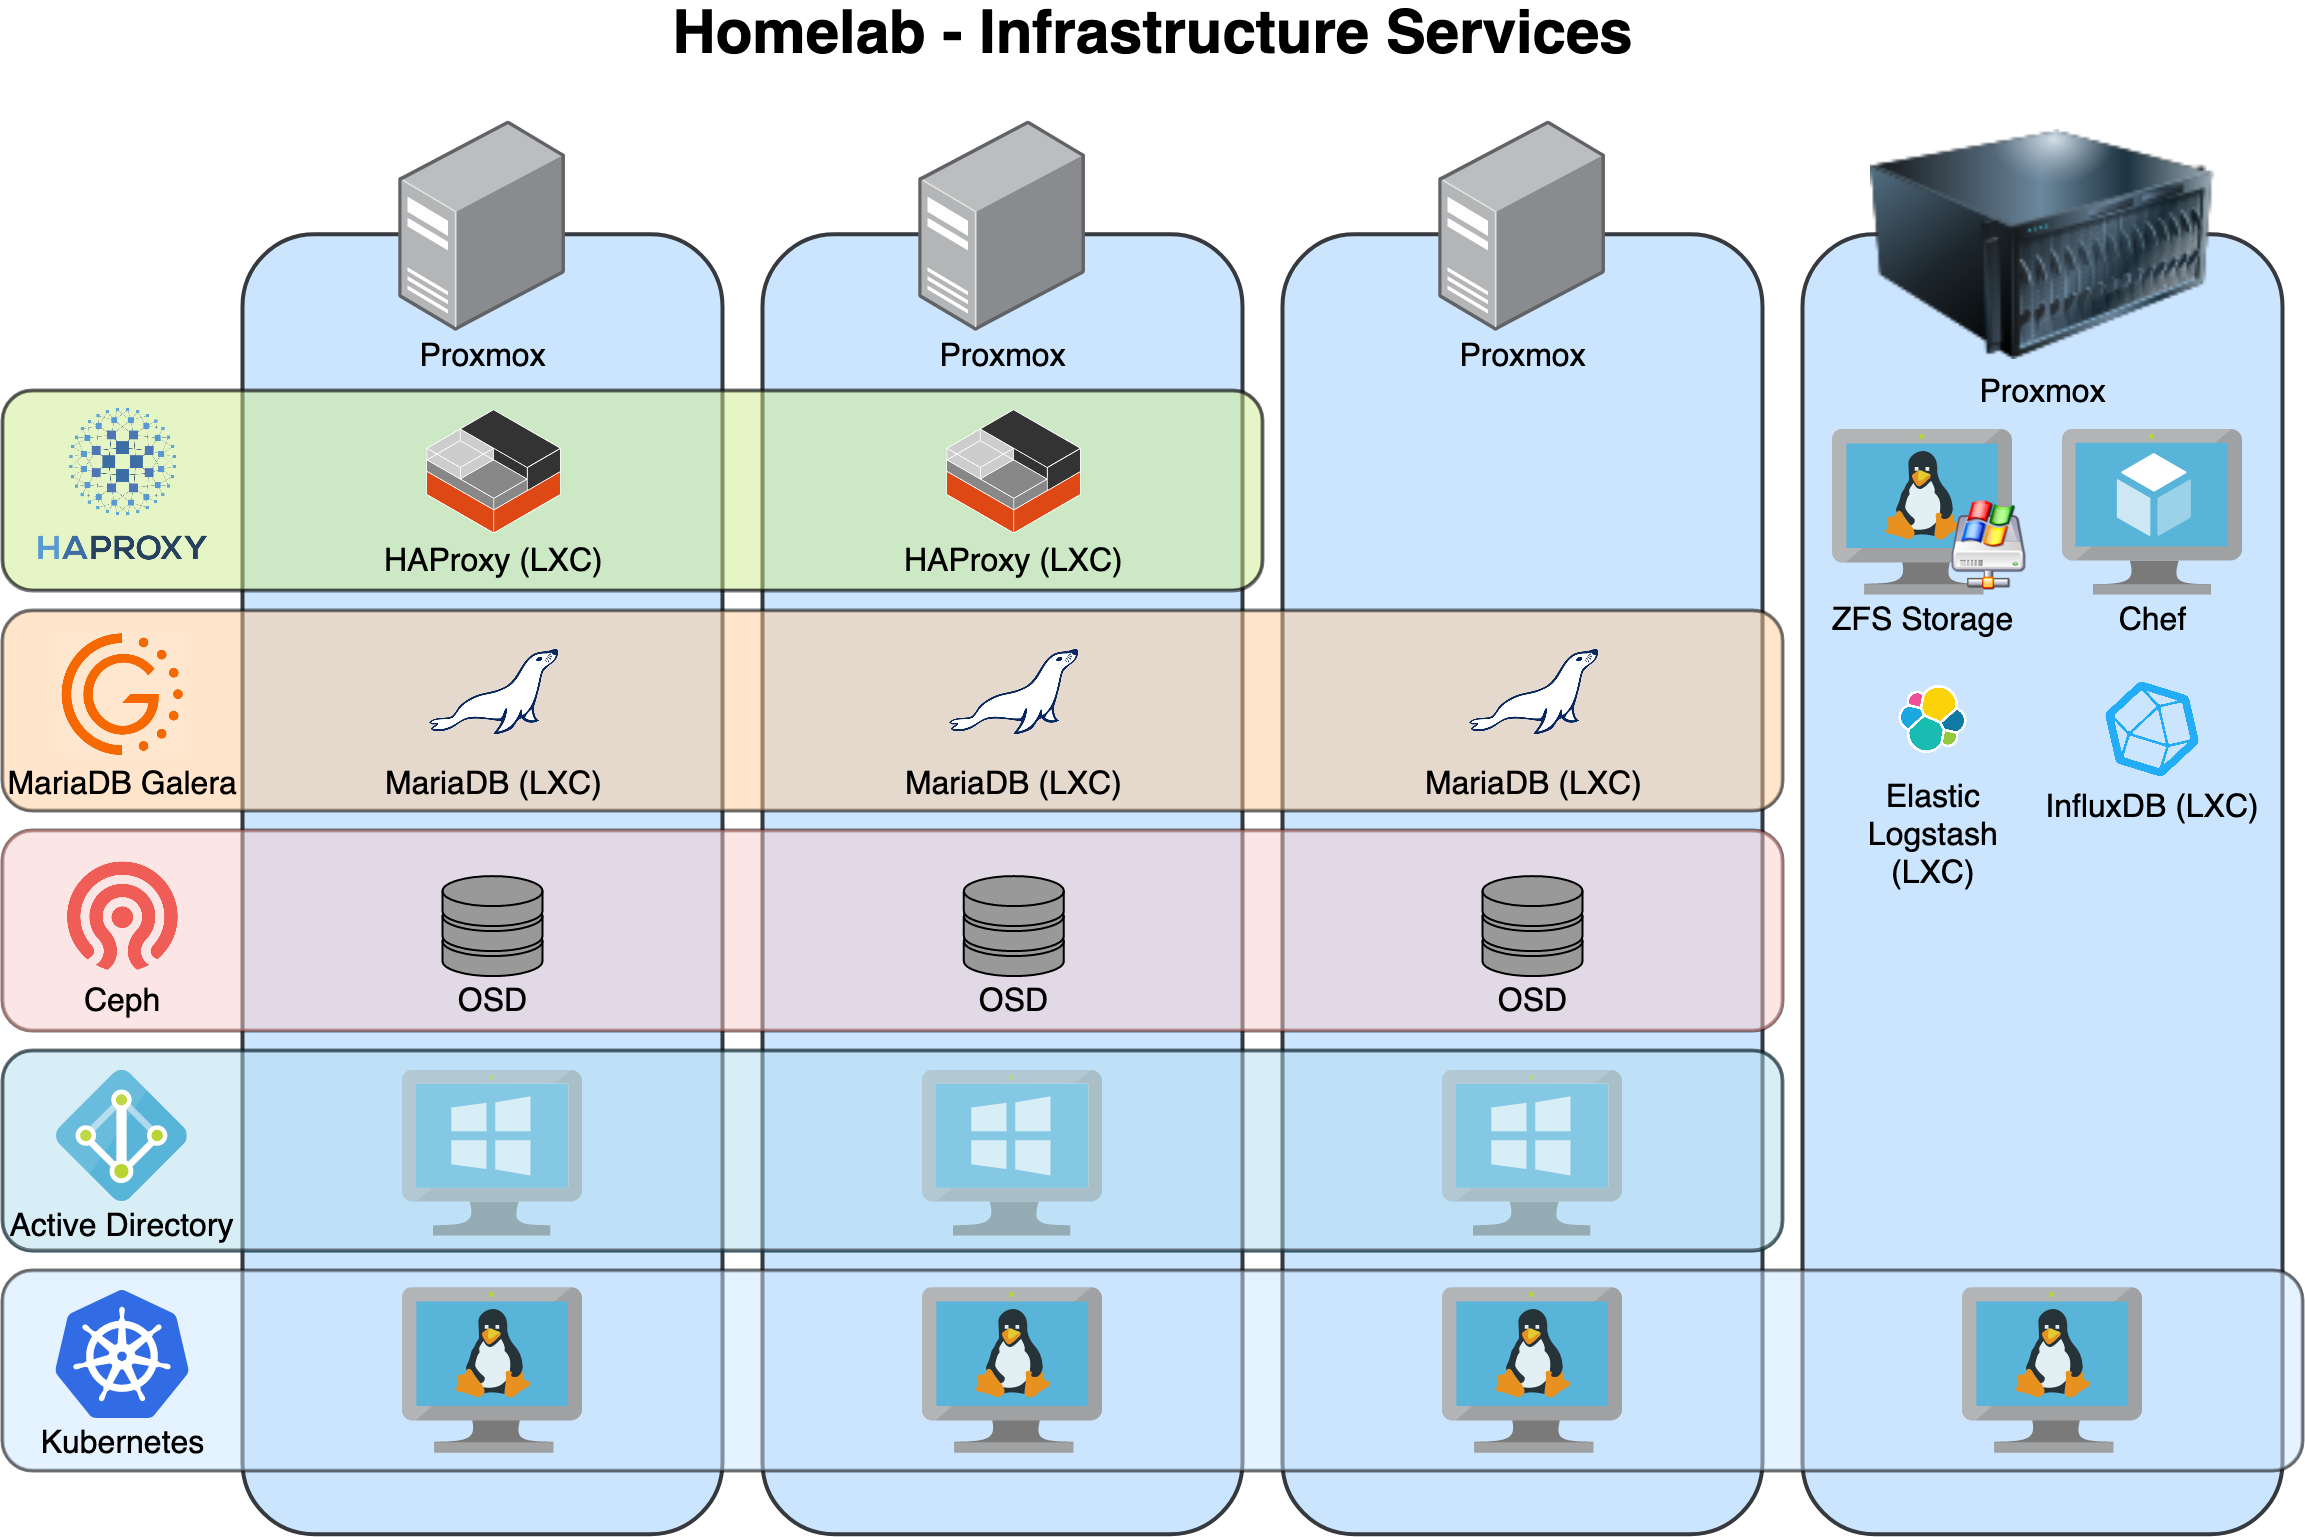 Homelab - Infrastructure Services
Proxmox
Proxmox
Proxmox
Proxmox
HAPROXY
HAProxy (LXC)
HAProxy (LXC)
ZFS Storage
Chef
MariaDB Galera
MariaDB (LXC)
MariaDB (LXC)
MariaDB (LXC)
Elastic
Logstash
(LXC)
InfluxDB (LXC)
Ceph
OSD
OSD
OSD
Active Directory
Kubernetes